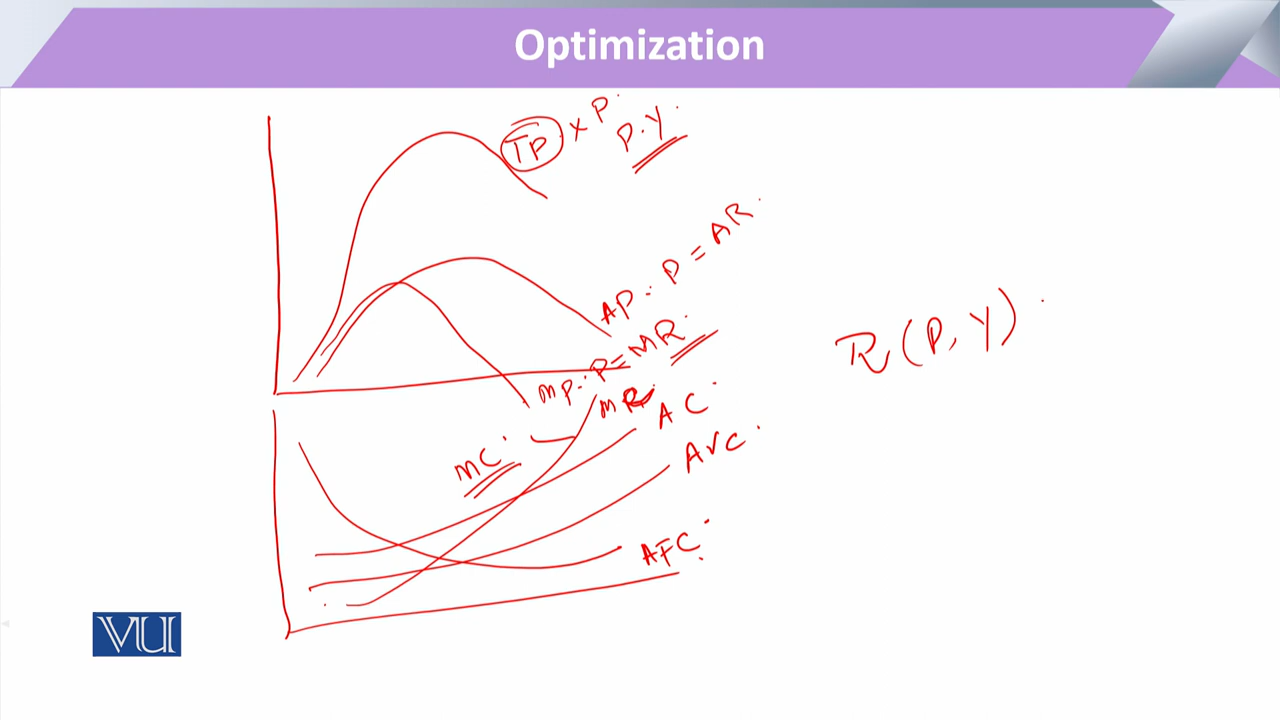 Optimization
TP × P.
P.Y.
AP . P = AR.
MP . P = MR.
MR
R(P, Y).
AC.
MC
AVC.
AFC
VU